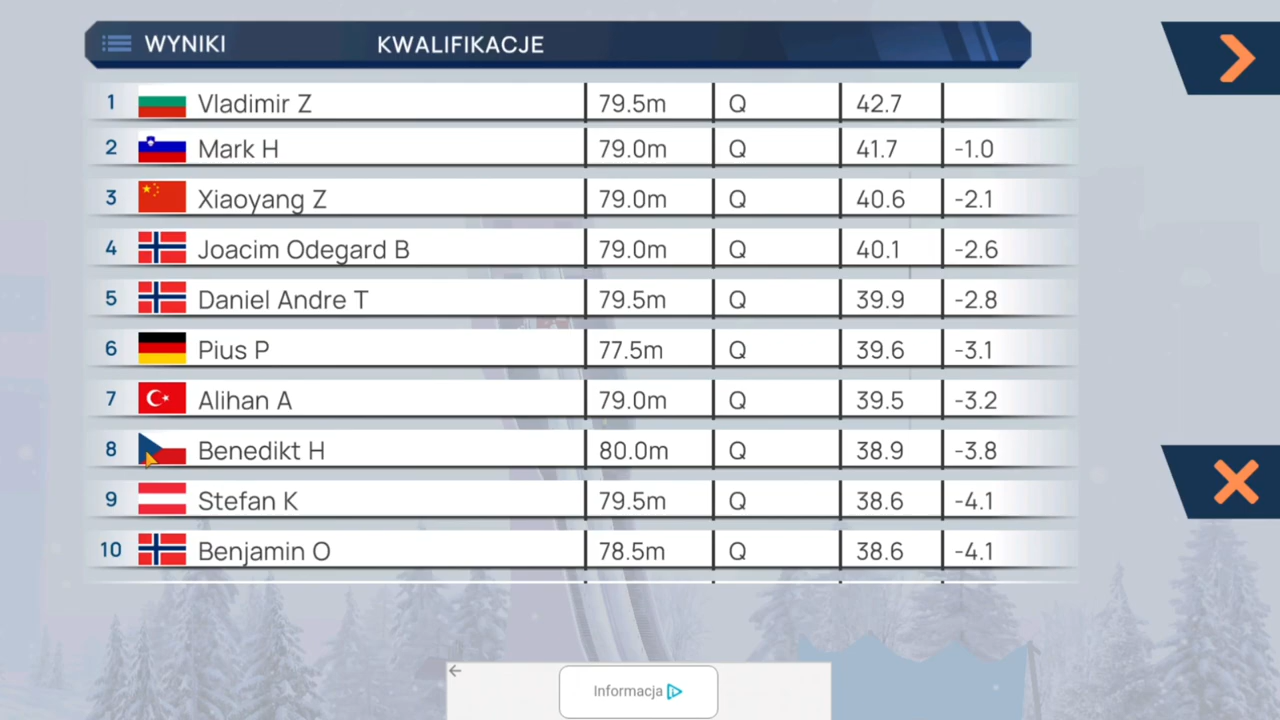 WYNIKI KWALIFIKACJE
1 Vladimir Z 79.5m Q 42.7
2 Mark H 79.0m Q 41.7 -1.0
3 Xiaoyang Z 79.0m Q 40.6 -2.1
4 Joacim Odegard B 79.0m Q 40.1 -2.6
5 Daniel Andre T 79.5m Q 39.9 -2.8
6 Pius P 77.5m Q 39.6 -3.1
7 Alihan A 79.0m Q 39.5 -3.2
8 Benedikt H 80.0m Q 38.9 -3.8
9 Stefan K 79.5m Q 38.6 -4.1
10 Benjamin O 78.5m Q 38.6 -4.1
Informacja